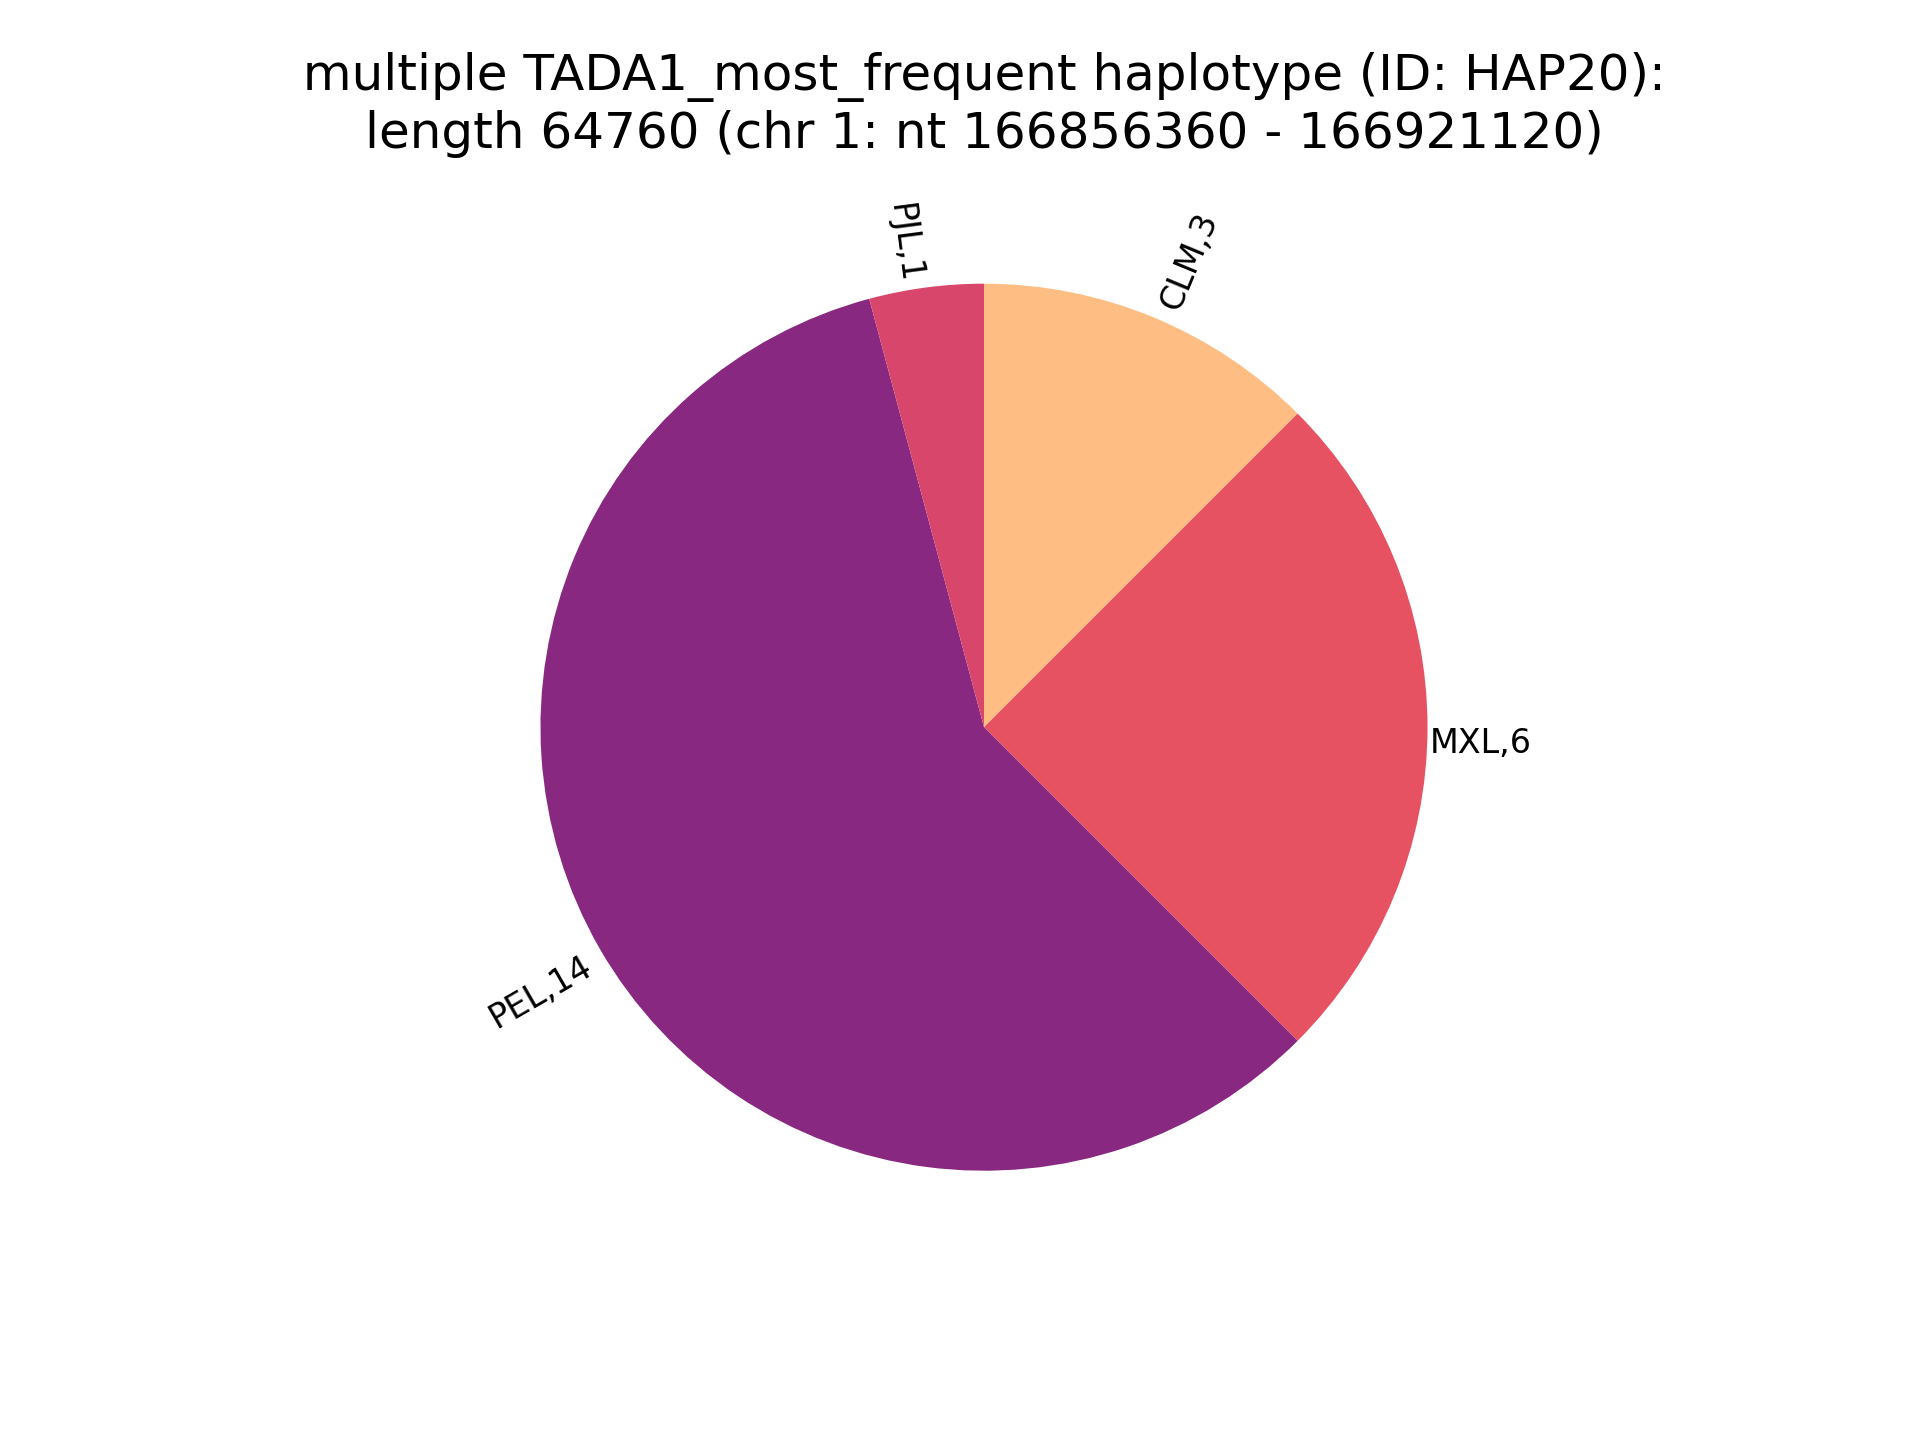 multiple TADA1_most_frequent haplotype (ID: HAP20):
length 64760 (chr 1: nt 166856360 - 166921120)
PJL,1
CLM,3
MXL,6
PEL,14